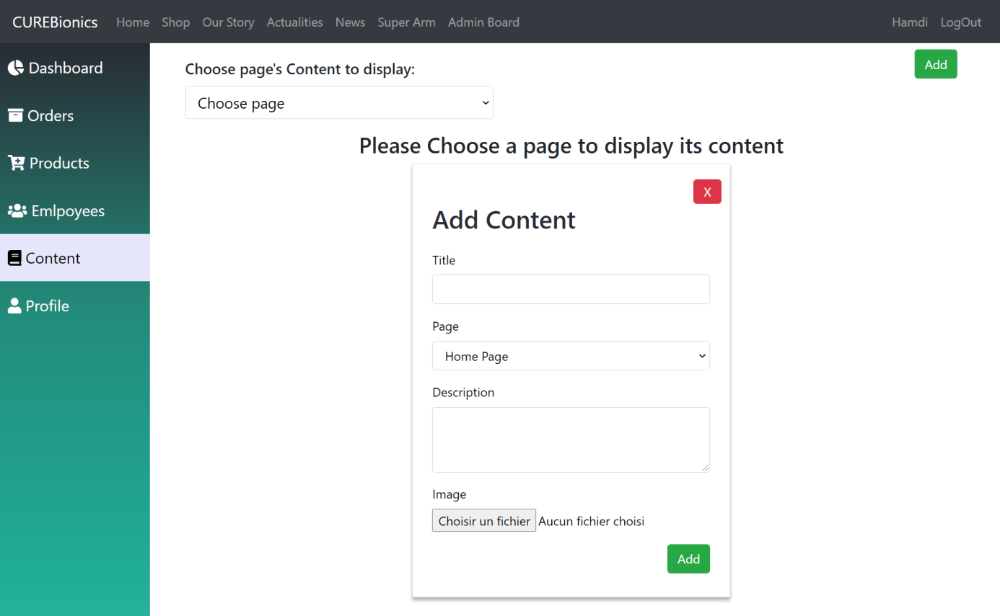 CUREBionics Home Shop Our Story Actualities News Super Arm Admin Board Hamdi LogOut
Dashboard
Orders
Products
Emlpoyees
Content
Profile
Choose page's Content to display:
Add
Choose page
Please Choose a page to display its content
X
Add Content
Title
Page
Home Page
Description
Image
Choisir un fichier Aucun fichier choisi
Add